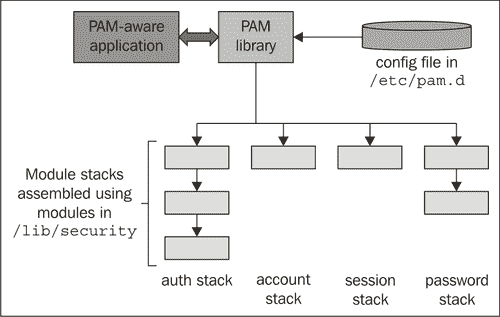 PAM-aware
application
PAM
library
config file in
/etc/pam.d
Module stacks
assembled using
modules in
/lib/security
auth stack
account
stack
session
stack
password
stack